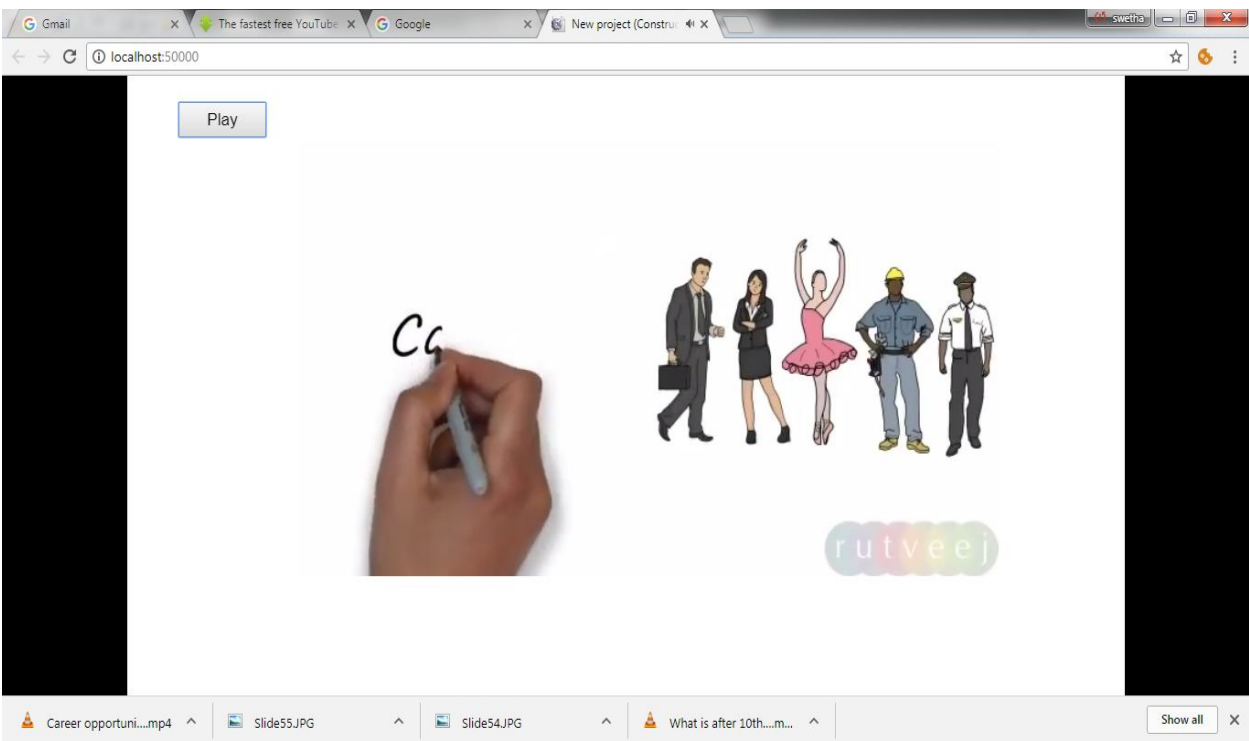 Gmail
The fastest free YouTube
Google
New project (Construc
swetha
localhost:50000
Play
Ca
rutveej
Career opportuni....mp4
Slide55.JPG
Slide54.JPG
What is after 10th....m...
Show all